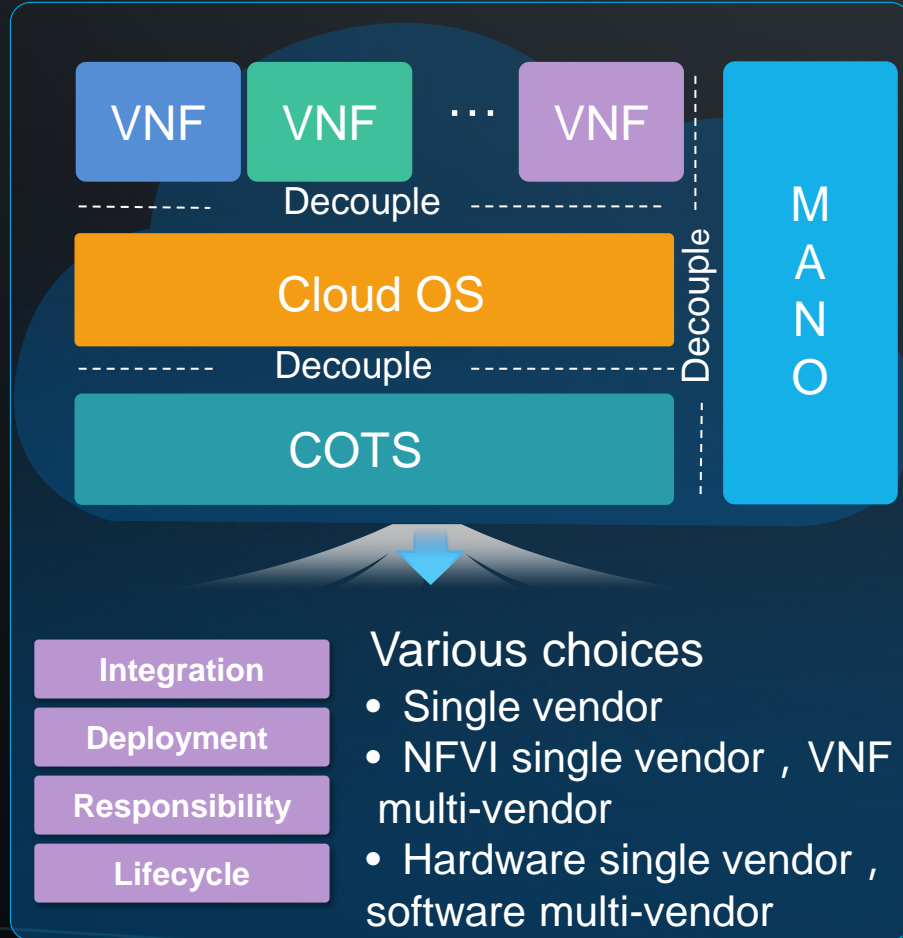 VNF VNF ... VNF
Decouple
Cloud OS
Decouple
COTS
Decouple
M
A
N
O
Integration
Deployment
Responsibility
Lifecycle
Various choices
• Single vendor
• NFVI single vendor , VNF
multi-vendor
• Hardware single vendor ,
software multi-vendor